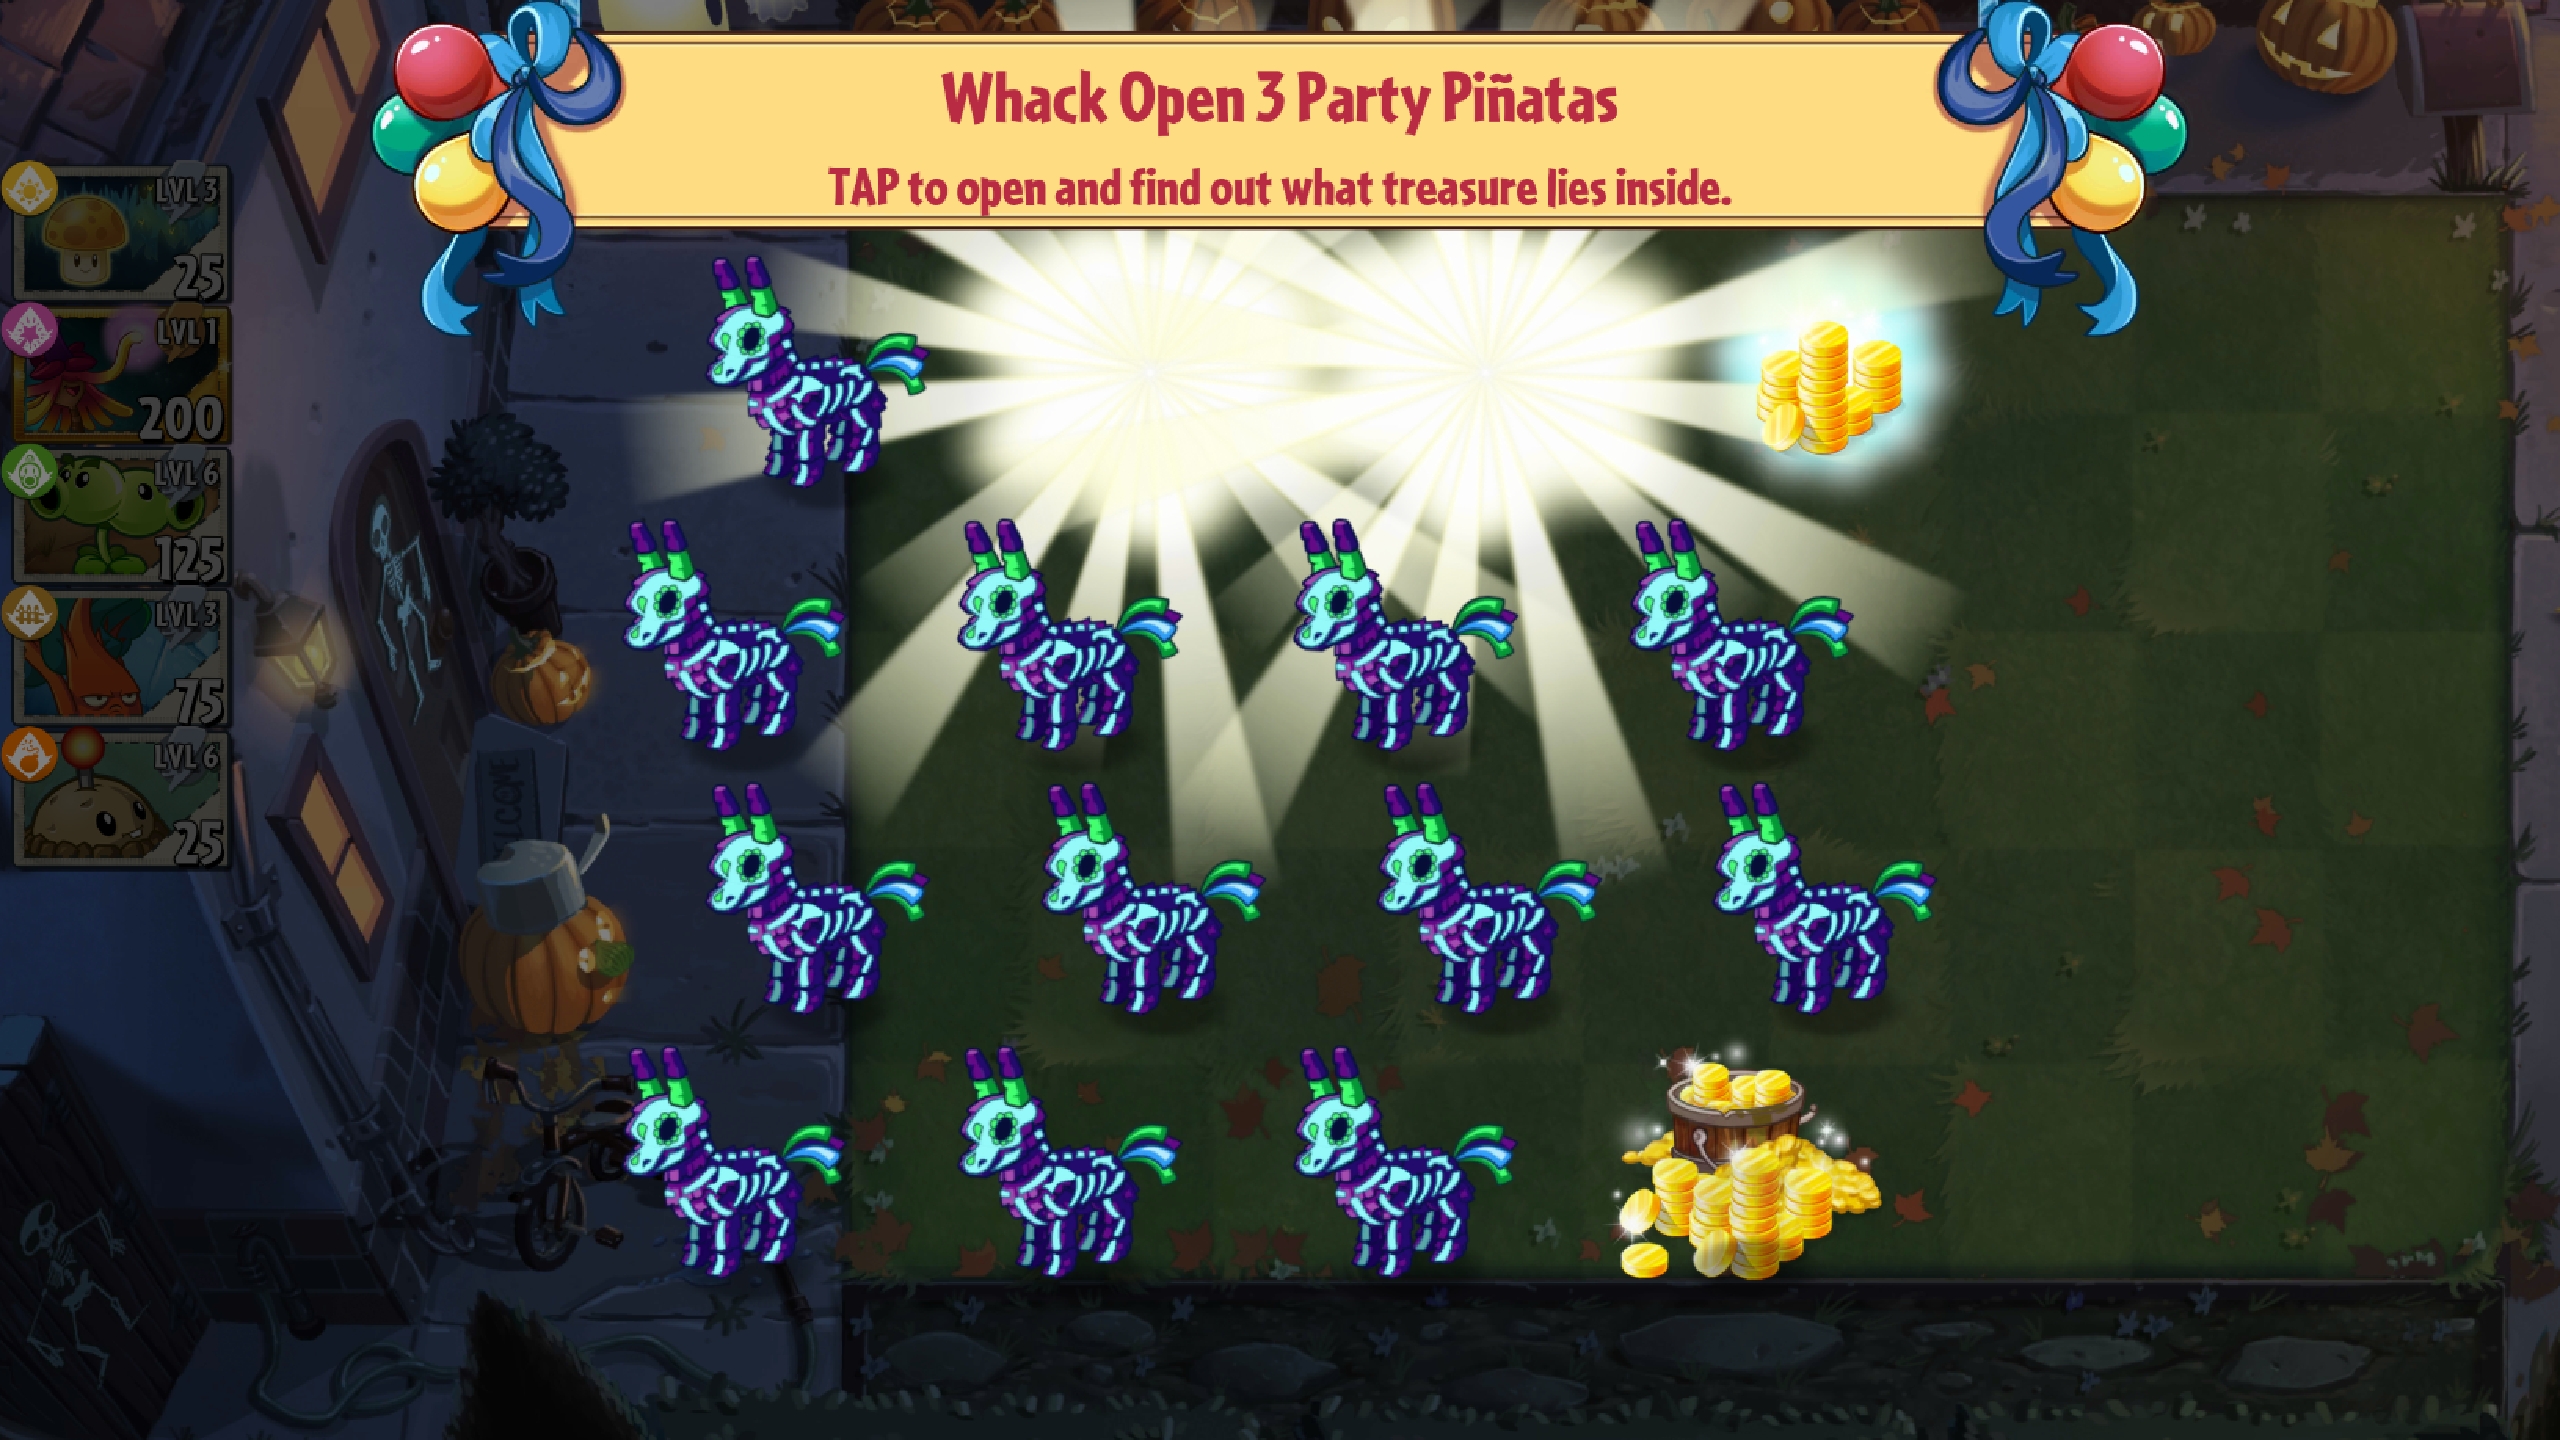 Whack Open 3 Party Piñatas
TAP to open and find out what treasure lies inside.
LVL 3
25
LVL 1
200
LVL 6
125
LVL 3
75
LVL 6
25